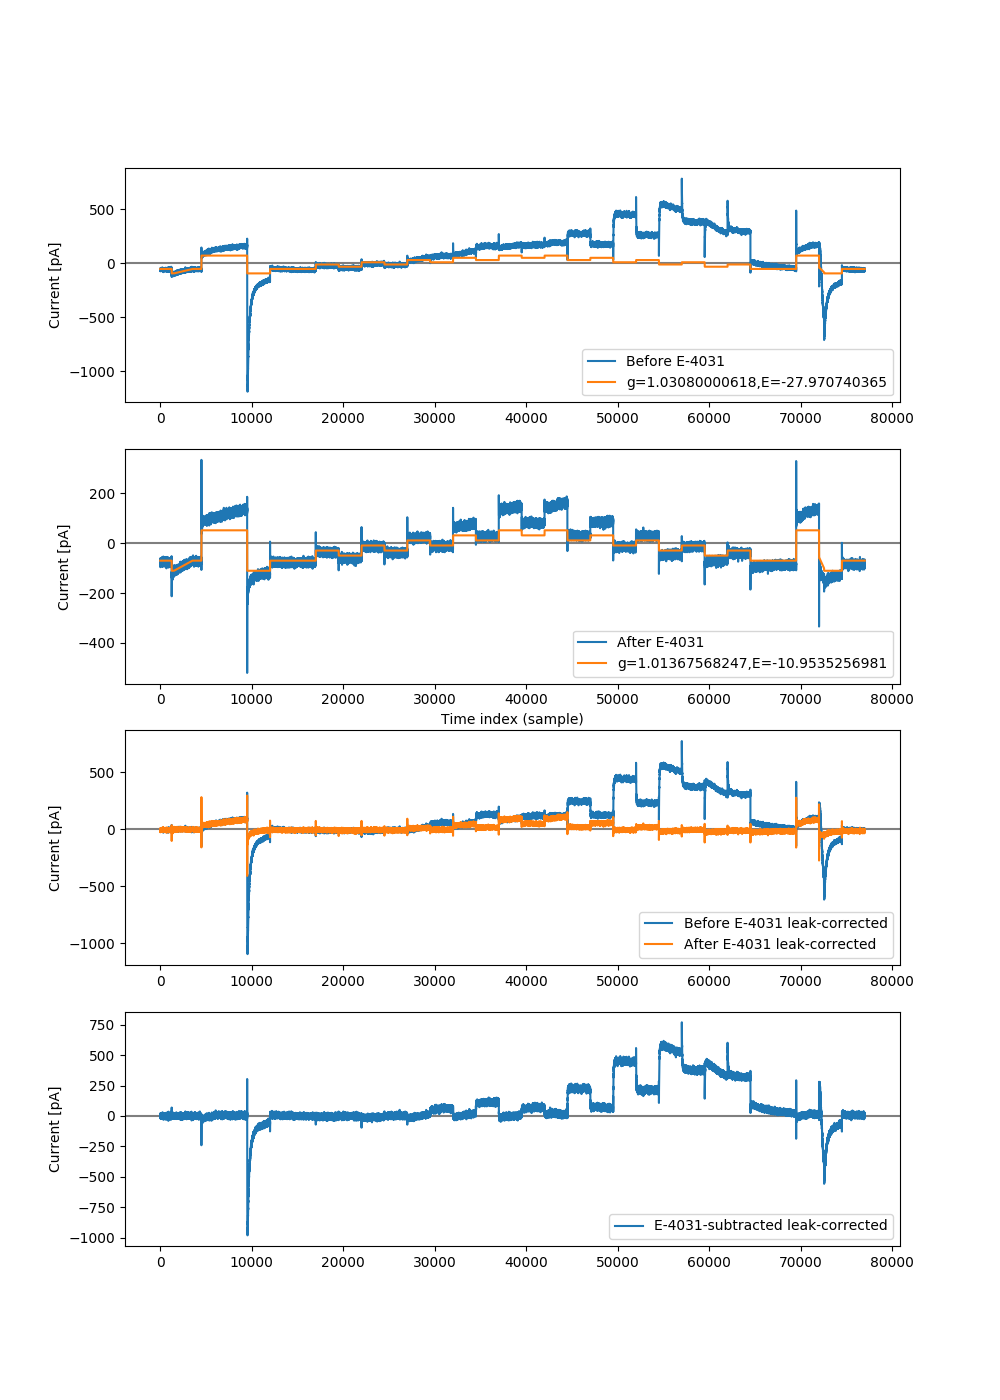 500
0
−500
−1000
Current [pA]
Before E-4031
g=1.03080000618,E=-27.970740365
0 10000 20000 30000 40000 50000 60000 70000 80000
200
0
−200
−400
Current [pA]
After E-4031
g=1.01367568247,E=-10.9535256981
0 10000 20000 30000 40000 50000 60000 70000 80000
Time index (sample)
500
0
−500
−1000
Current [pA]
Before E-4031 leak-corrected
After E-4031 leak-corrected
0 10000 20000 30000 40000 50000 60000 70000 80000
750
500
250
0
−250
−500
−750
−1000
Current [pA]
E-4031-subtracted leak-corrected
0 10000 20000 30000 40000 50000 60000 70000 80000